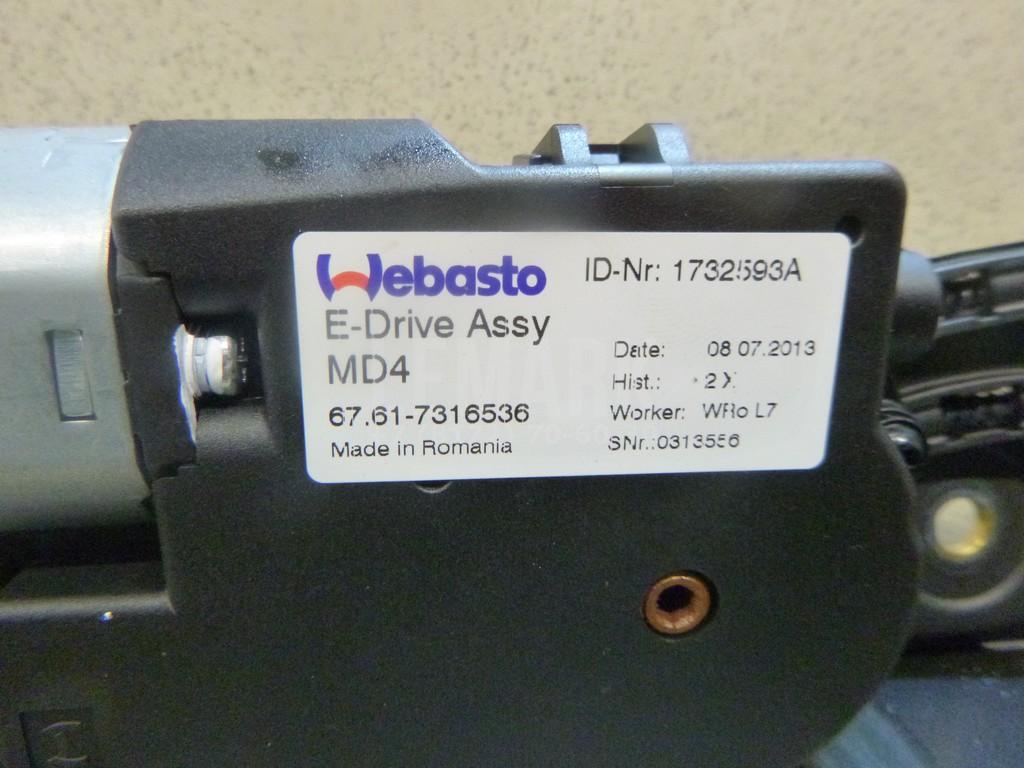 Webasto
E-Drive Assy
MD4
67.61-7316536
Made in Romania
ID-Nr: 1732593A
Date: 08 07.2013
Hist.: 2 X
Worker: WRo L7
SNr.:0313556